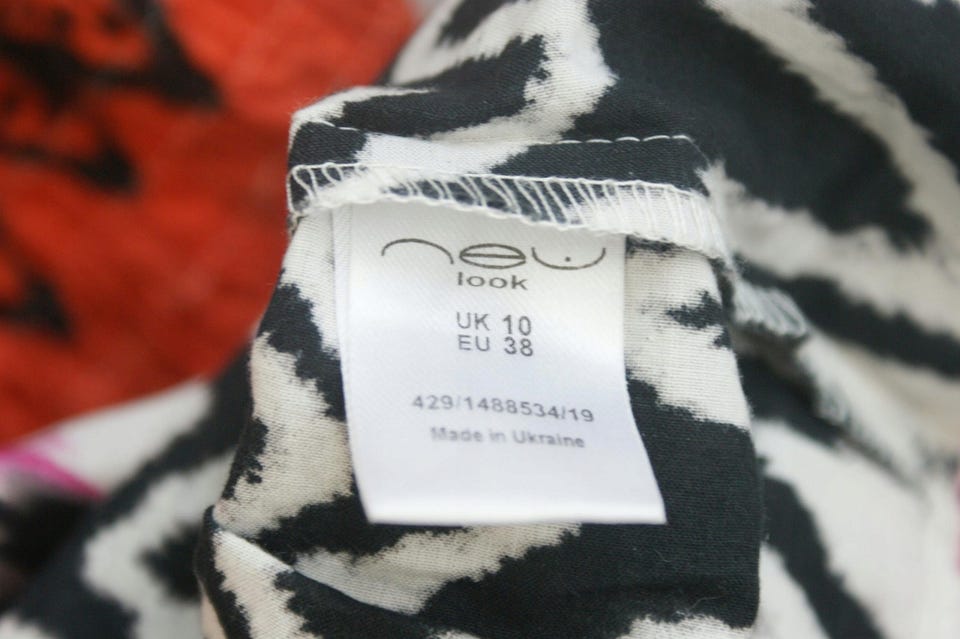 new
look
UK 10
EU 38
429/1488534/19
Made in Ukraine